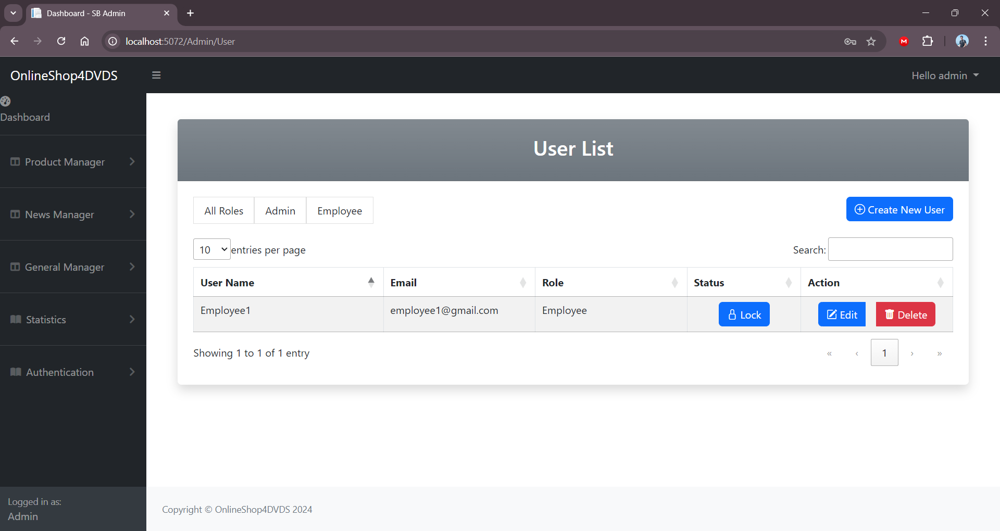 Dashboard - SB Admin
localhost:5072/Admin/User
OnlineShop4DVDS
Hello admin
Dashboard
Product Manager
News Manager
General Manager
Statistics
Authentication
Logged in as:
Admin
User List
All Roles Admin Employee
Create New User
10 entries per page
Search:
User Name Email Role Status Action
Employee1 employee1@gmail.com Employee Lock Edit Delete
Showing 1 to 1 of 1 entry
« ‹ 1 › »
Copyright © OnlineShop4DVDS 2024